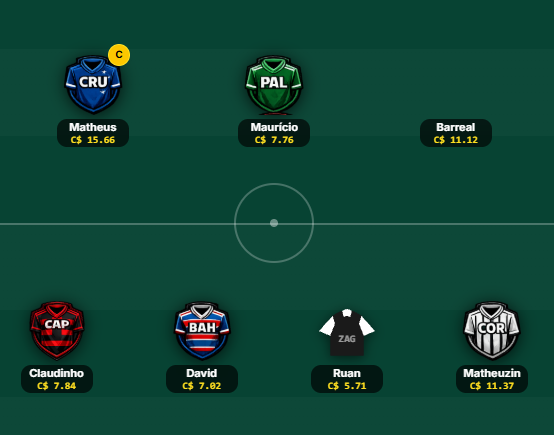 C
CRU
PAL
Matheus
C$ 15.66
Maurício
C$ 7.76
Barreal
C$ 11.12
CAP
BAH
ZAG
COR
Claudinho
C$ 7.84
David
C$ 7.02
Ruan
C$ 5.71
Matheuzin
C$ 11.37